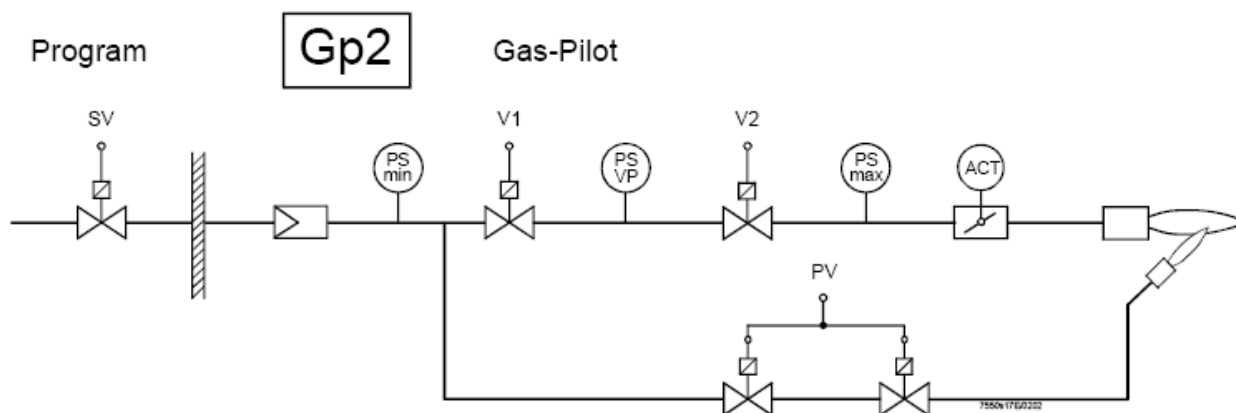 Program
Gp2
Gas-Pilot
SV
V1
V2
PS
min
PS
VP
PS
max
ACT
PV
7550s17E/0202